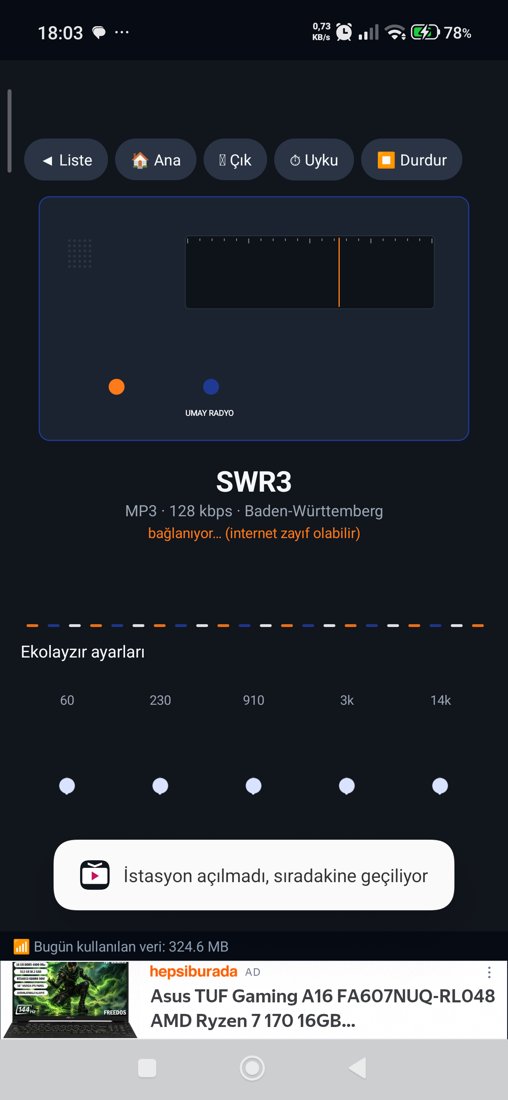 18:03
0,73
KB/s
78%
◄ Liste
🏠 Ana
Çık
⏱ Uyku
⏹ Durdur
UMAY RADYO
SWR3
MP3 · 128 kbps · Baden-Württemberg
bağlanıyor… (internet zayıf olabilir)
Ekolayzır ayarları
60 230 910 3k 14k
İstasyon açılmadı, sıradakine geçiliyor
📶 Bugün kullanılan veri: 324.6 MB
hepsiburada AD
Asus TUF Gaming A16 FA607NUQ-RL048
AMD Ryzen 7 170 16GB...
144
FREEDOS